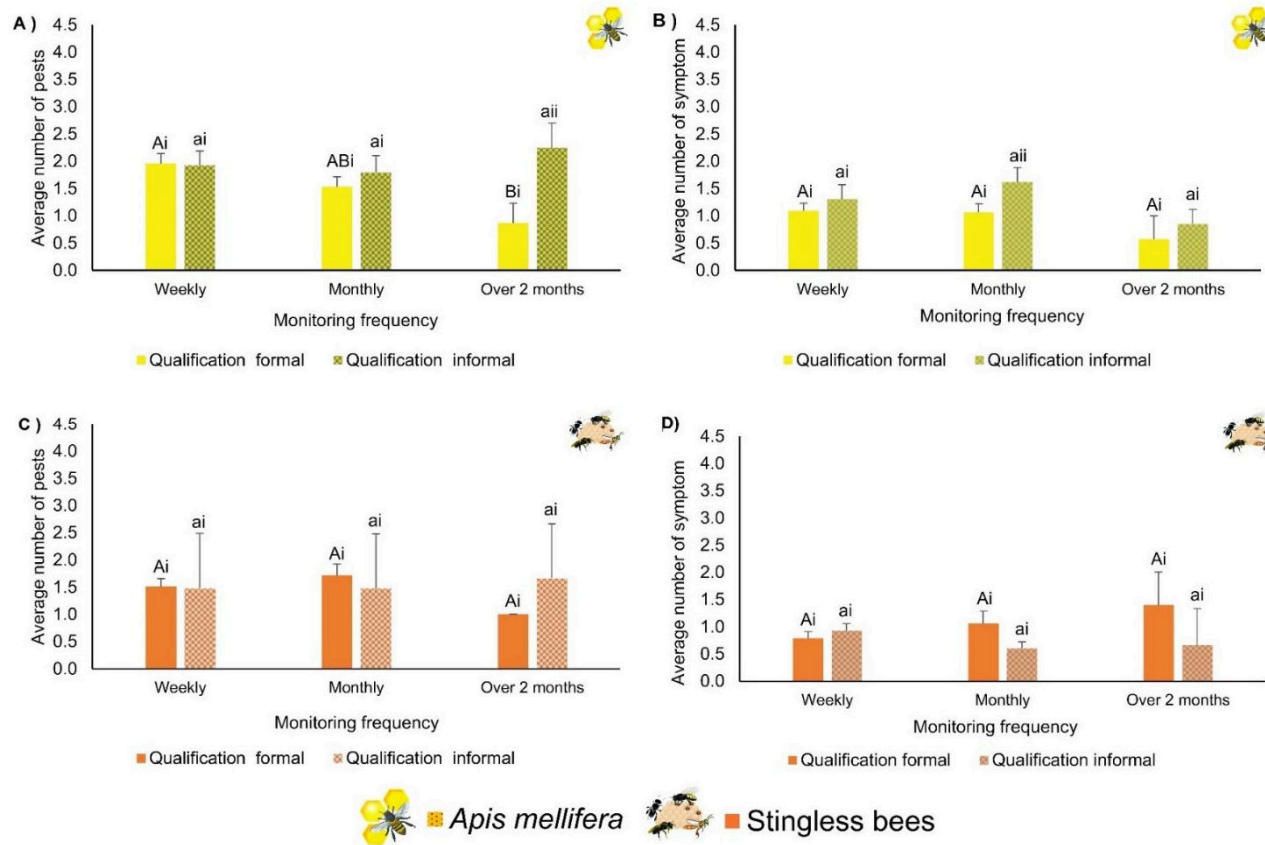 A )
Average number of pests
4.5
4.0
3.5
3.0
2.5
2.0
1.5
1.0
0.5
0.0
Ai ai ABi ai Bi aii
Weekly Monthly Over 2 months
Monitoring frequency
Qualification formal Qualification informal
B )
Average number of symptom
4.5
4.0
3.5
3.0
2.5
2.0
1.5
1.0
0.5
0.0
Ai ai Ai aii Ai ai
Weekly Monthly Over 2 months
Monitoring frequency
Qualification formal Qualification informal
C )
Average number of pests
4.5
4.0
3.5
3.0
2.5
2.0
1.5
1.0
0.5
0.0
Ai ai Ai ai Ai ai
Weekly Monthly Over 2 months
Monitoring frequency
Qualification formal Qualification informal
D)
Average number of symptom
4.5
4.0
3.5
3.0
2.5
2.0
1.5
1.0
0.5
0.0
Ai ai Ai ai Ai ai
Weekly Monthly Over 2 months
Monitoring frequency
Qualification formal Qualification informal
Apis mellifera Stingless bees